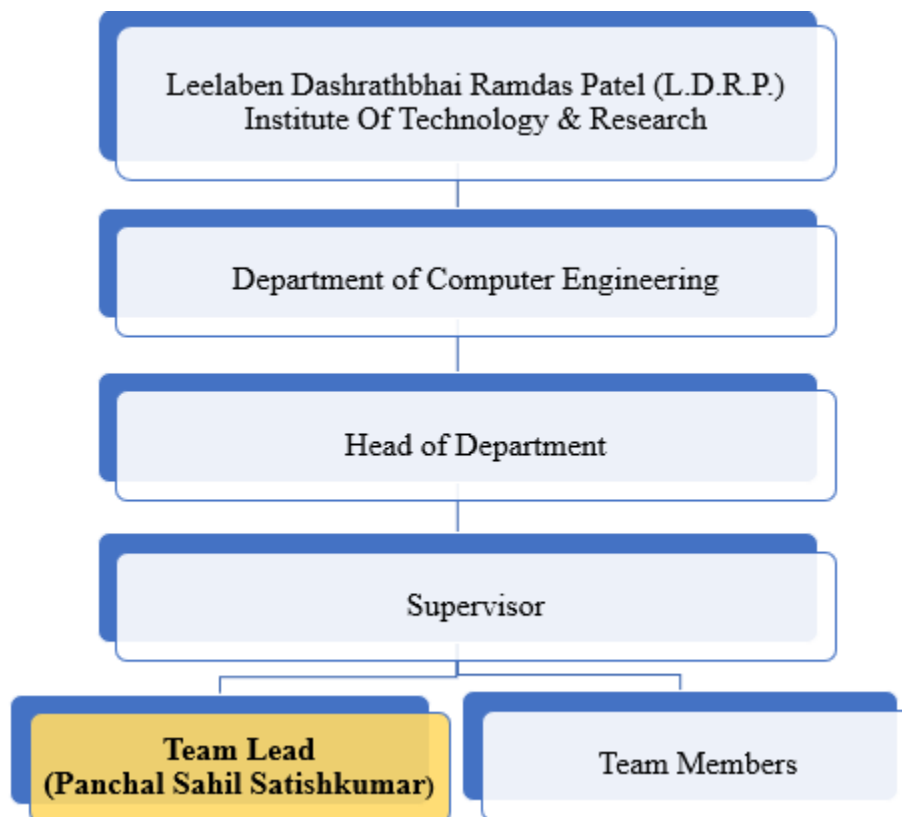 Leelaben Dashrathbhai Ramdas Patel (L.D.R.P.)
Institute Of Technology & Research
Department of Computer Engineering
Head of Department
Supervisor
Team Lead
(Panchal Sahil Satishkumar)
Team Members